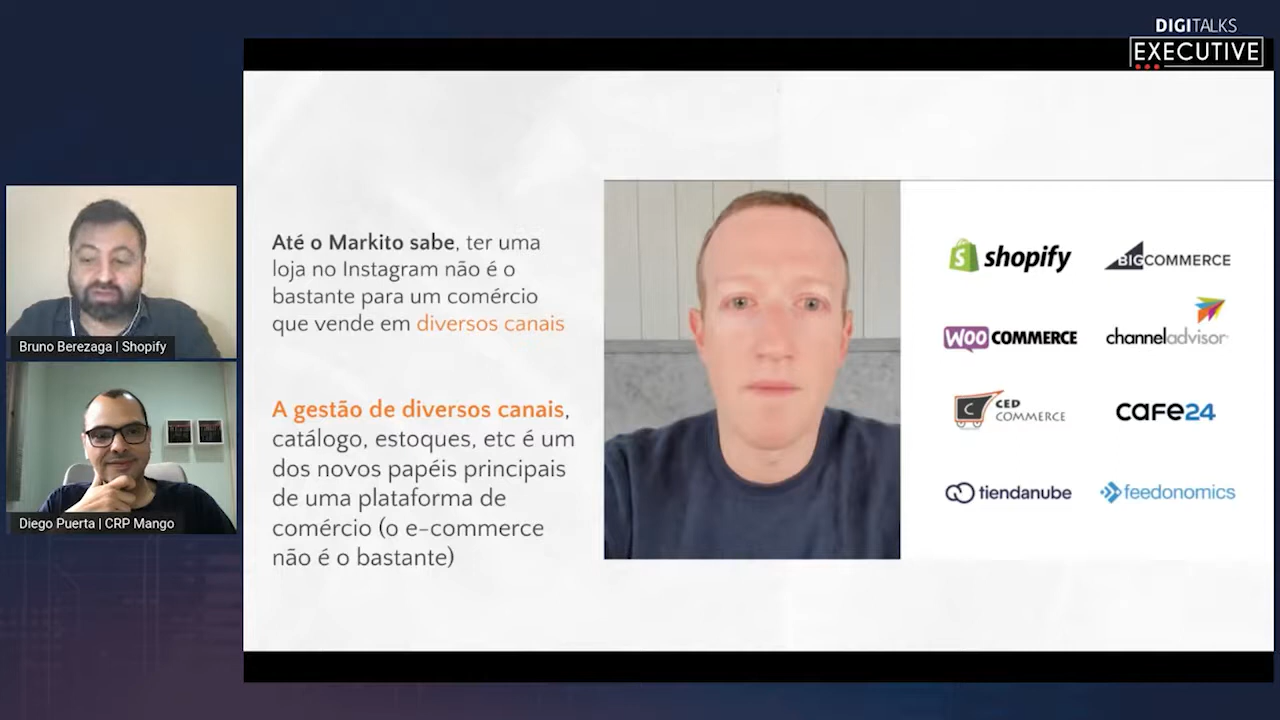 DIGITALKS
EXECUTIVE
Bruno Berezaga | Shopify
Diego Puerta | CRP Mango
Até o Markito sabe, ter uma
loja no Instagram não é o
bastante para um comércio
que vende em diversos canais
A gestão de diversos canais,
catálogo, estoques, etc é um
dos novos papéis principais
de uma plataforma de
comércio (o e-commerce
não é o bastante)
shopify
BIGCOMMERCE
WOO COMMERCE
channeladvisor
CED
COMMERCE
CAFE24
tiendanube
feedonomics